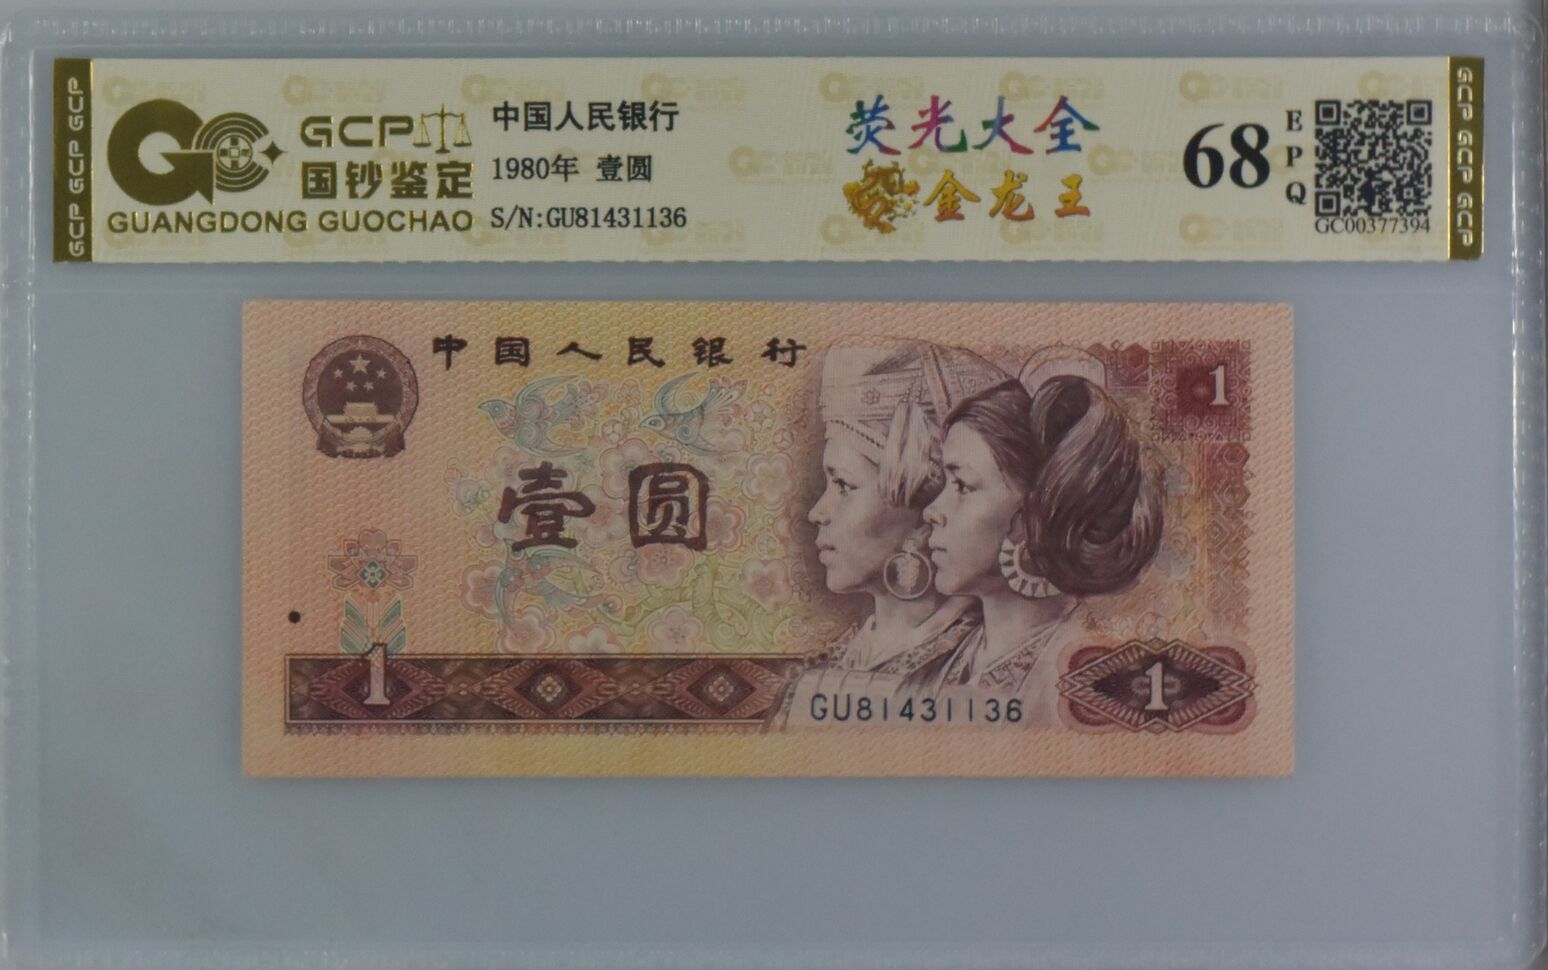 GCP GCP GCP
GCP
国钞鉴定
GUANGDONG GUOCHAO
中国人民银行
1980年 壹圆
S/N:GU81431136
荧光大全
金龙王
68
EPQ
GC00377394
GCP GCP GCP
中国人民银行
1
壹圆
1
GU81431136
1